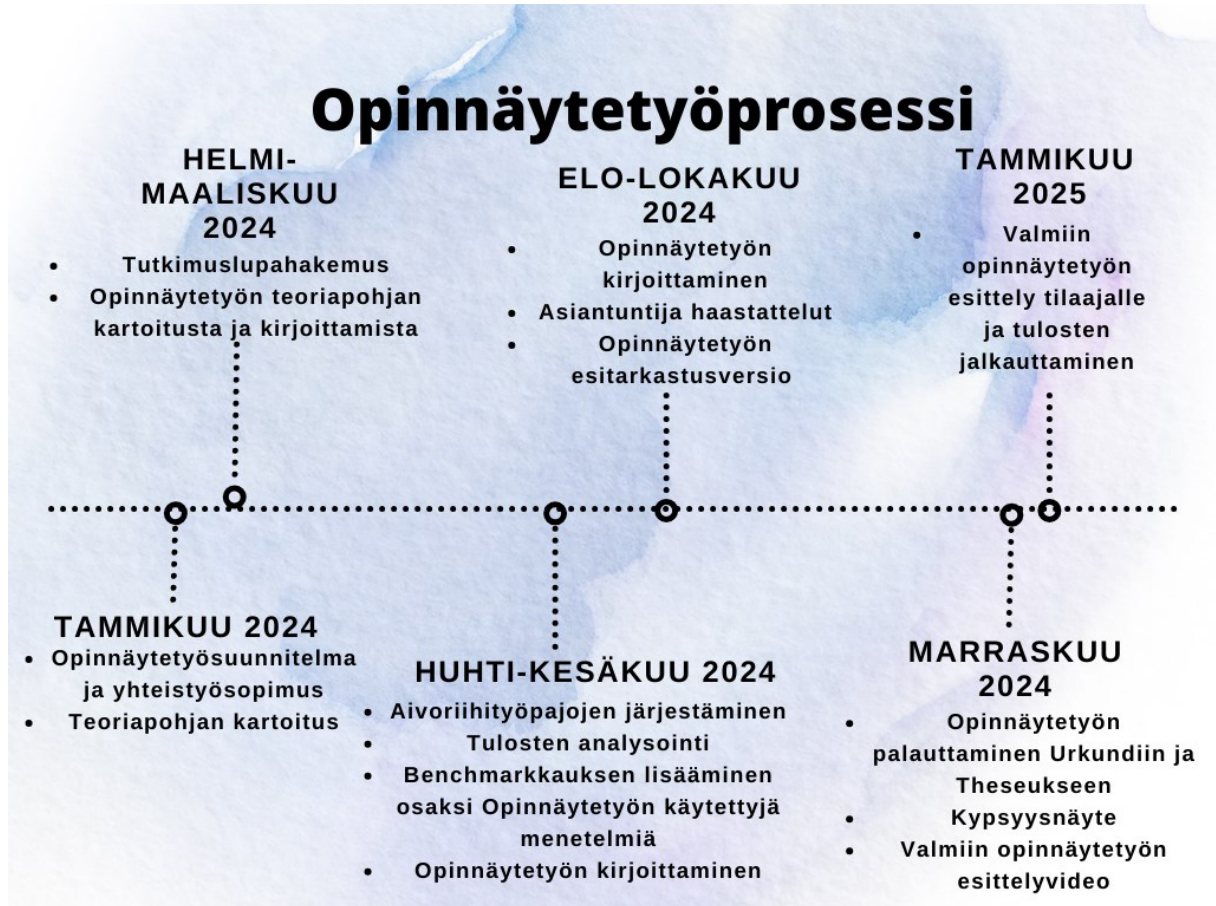 Opinnäytetyöprosessi
HELMI-
MAALISKUU
2024
• Tutkimuslupahakemus
• Opinnäytetyön teoriapohjan
kartoitusta ja kirjoittamista
ELO-LOKAKUU
2024
• Opinnäytetyön
kirjoittaminen
• Asiantuntija haastattelut
• Opinnäytetyön
esitarkastusversio
TAMMIKUU
2025
• Valmiin
opinnäytetyön
esittely tilaajalle
ja tulosten
jalkauttaminen
TAMMIKUU 2024
• Opinnäytetyösuunnitelma
ja yhteistyösopimus
• Teoriapohjan kartoitus
HUHTI-KESÄKUU 2024
• Aivoriihityöpajojen järjestäminen
• Tulosten analysointi
• Benchmarkkauksen lisääminen
osaksi Opinnäytetyön käytettyjä
menetelmiä
• Opinnäytetyön kirjoittaminen
MARRASKUU
2024
• Opinnäytetyön
palauttaminen Urkundiin ja
Theseukseen
• Kypsyysnäyte
• Valmiin opinnäytetyön
esittelyvideo